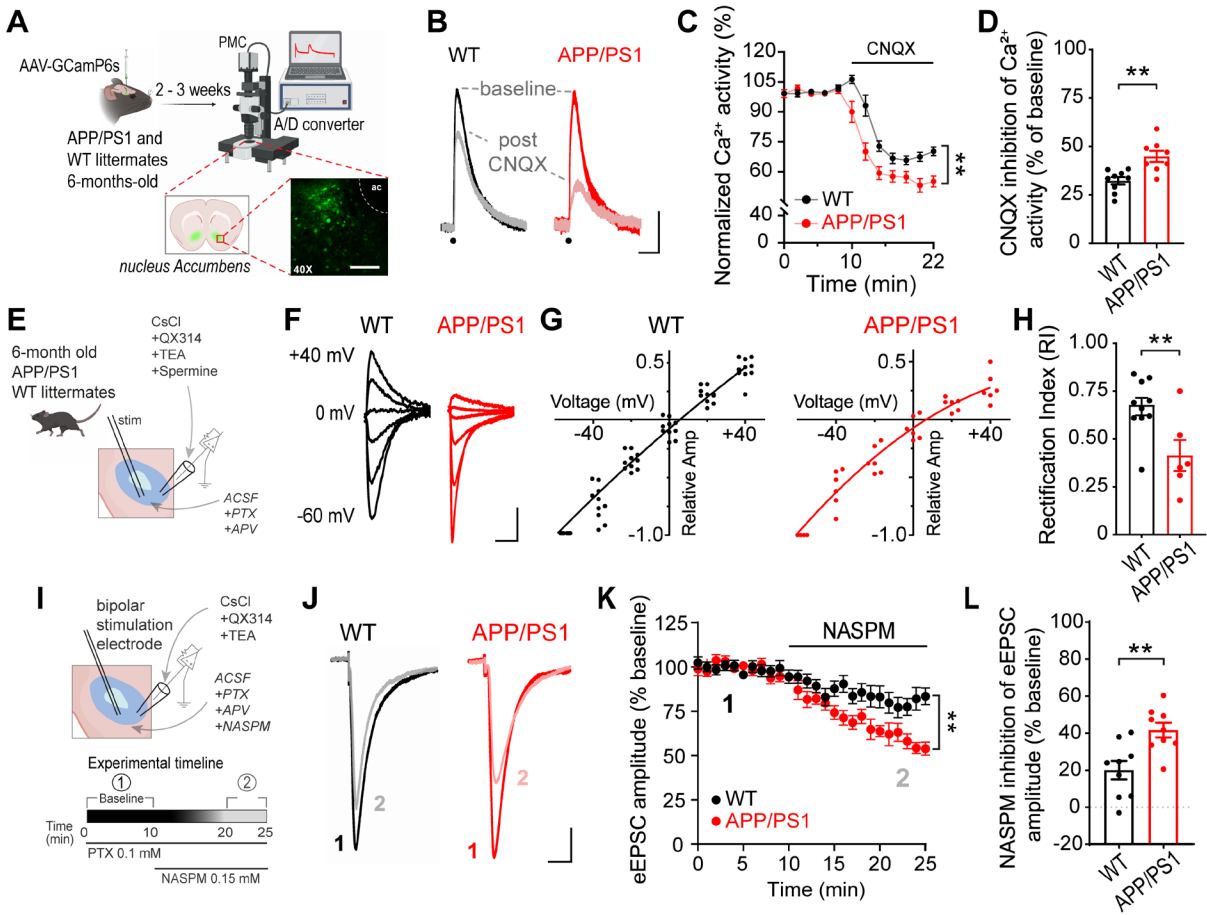 A
AAV-GCamP6s
2 - 3 weeks
PMC
A/D converter
APP/PS1 and
WT littermates
6-months-old
nucleus Accumbens
ac
40X
B
WT
APP/PS1
baseline
post
CNQX
C
Normalized Ca²⁺ activity (%)
120
105
90
75
60
40
0
CNQX
**
WT
APP/PS1
0
10
22
Time (min)
D
CNQX inhibition of Ca²⁺
activity (% of baseline)
100
75
50
25
0
**
WT
APP/PS1
E
6-month old
APP/PS1
WT littermates
CsCl
+QX314
+TEA
+Spermine
stim
ACSF
+PTX
+APV
F
WT
APP/PS1
+40 mV
0 mV
-60 mV
G
WT
0.5
Voltage (mV)
-40
+40
Relative Amp
-1.0
APP/PS1
0.5
Voltage (mV)
-40
+40
Relative Amp
-1.0
H
Rectification Index (RI)
1.00
0.75
0.50
0.25
0
**
WT
APP/PS1
I
bipolar
stimulation
electrode
CsCl
+QX314
+TEA
ACSF
+PTX
+APV
+NASPM
Experimental timeline
1
2
Baseline
Time
(min)
0
10
20
25
PTX 0.1 mM
NASPM 0.15 mM
J
WT
APP/PS1
2
1
2
1
K
eEPSC amplitude (% baseline)
125
100
75
50
25
0
NASPM
1
2
**
WT
APP/PS1
0
5
10
15
20
25
Time (min)
L
NASPM inhibition of eEPSC
amplitude (% baseline)
100
80
60
40
20
0
-20
**
WT
APP/PS1